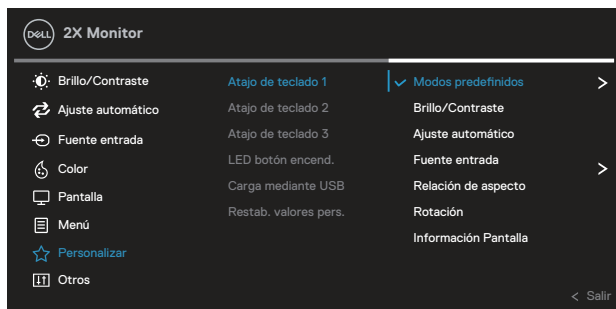 DELL 2X Monitor
Brillo/Contraste
Ajuste automático
Fuente entrada
Color
Pantalla
Menú
Personalizar
Otros
Atajo de teclado 1
Atajo de teclado 2
Atajo de teclado 3
LED botón encend.
Carga mediante USB
Restab. valores pers.
Modos predefinidos
Brillo/Contraste
Ajuste automático
Fuente entrada
Relación de aspecto
Rotación
Información Pantalla
< Salir